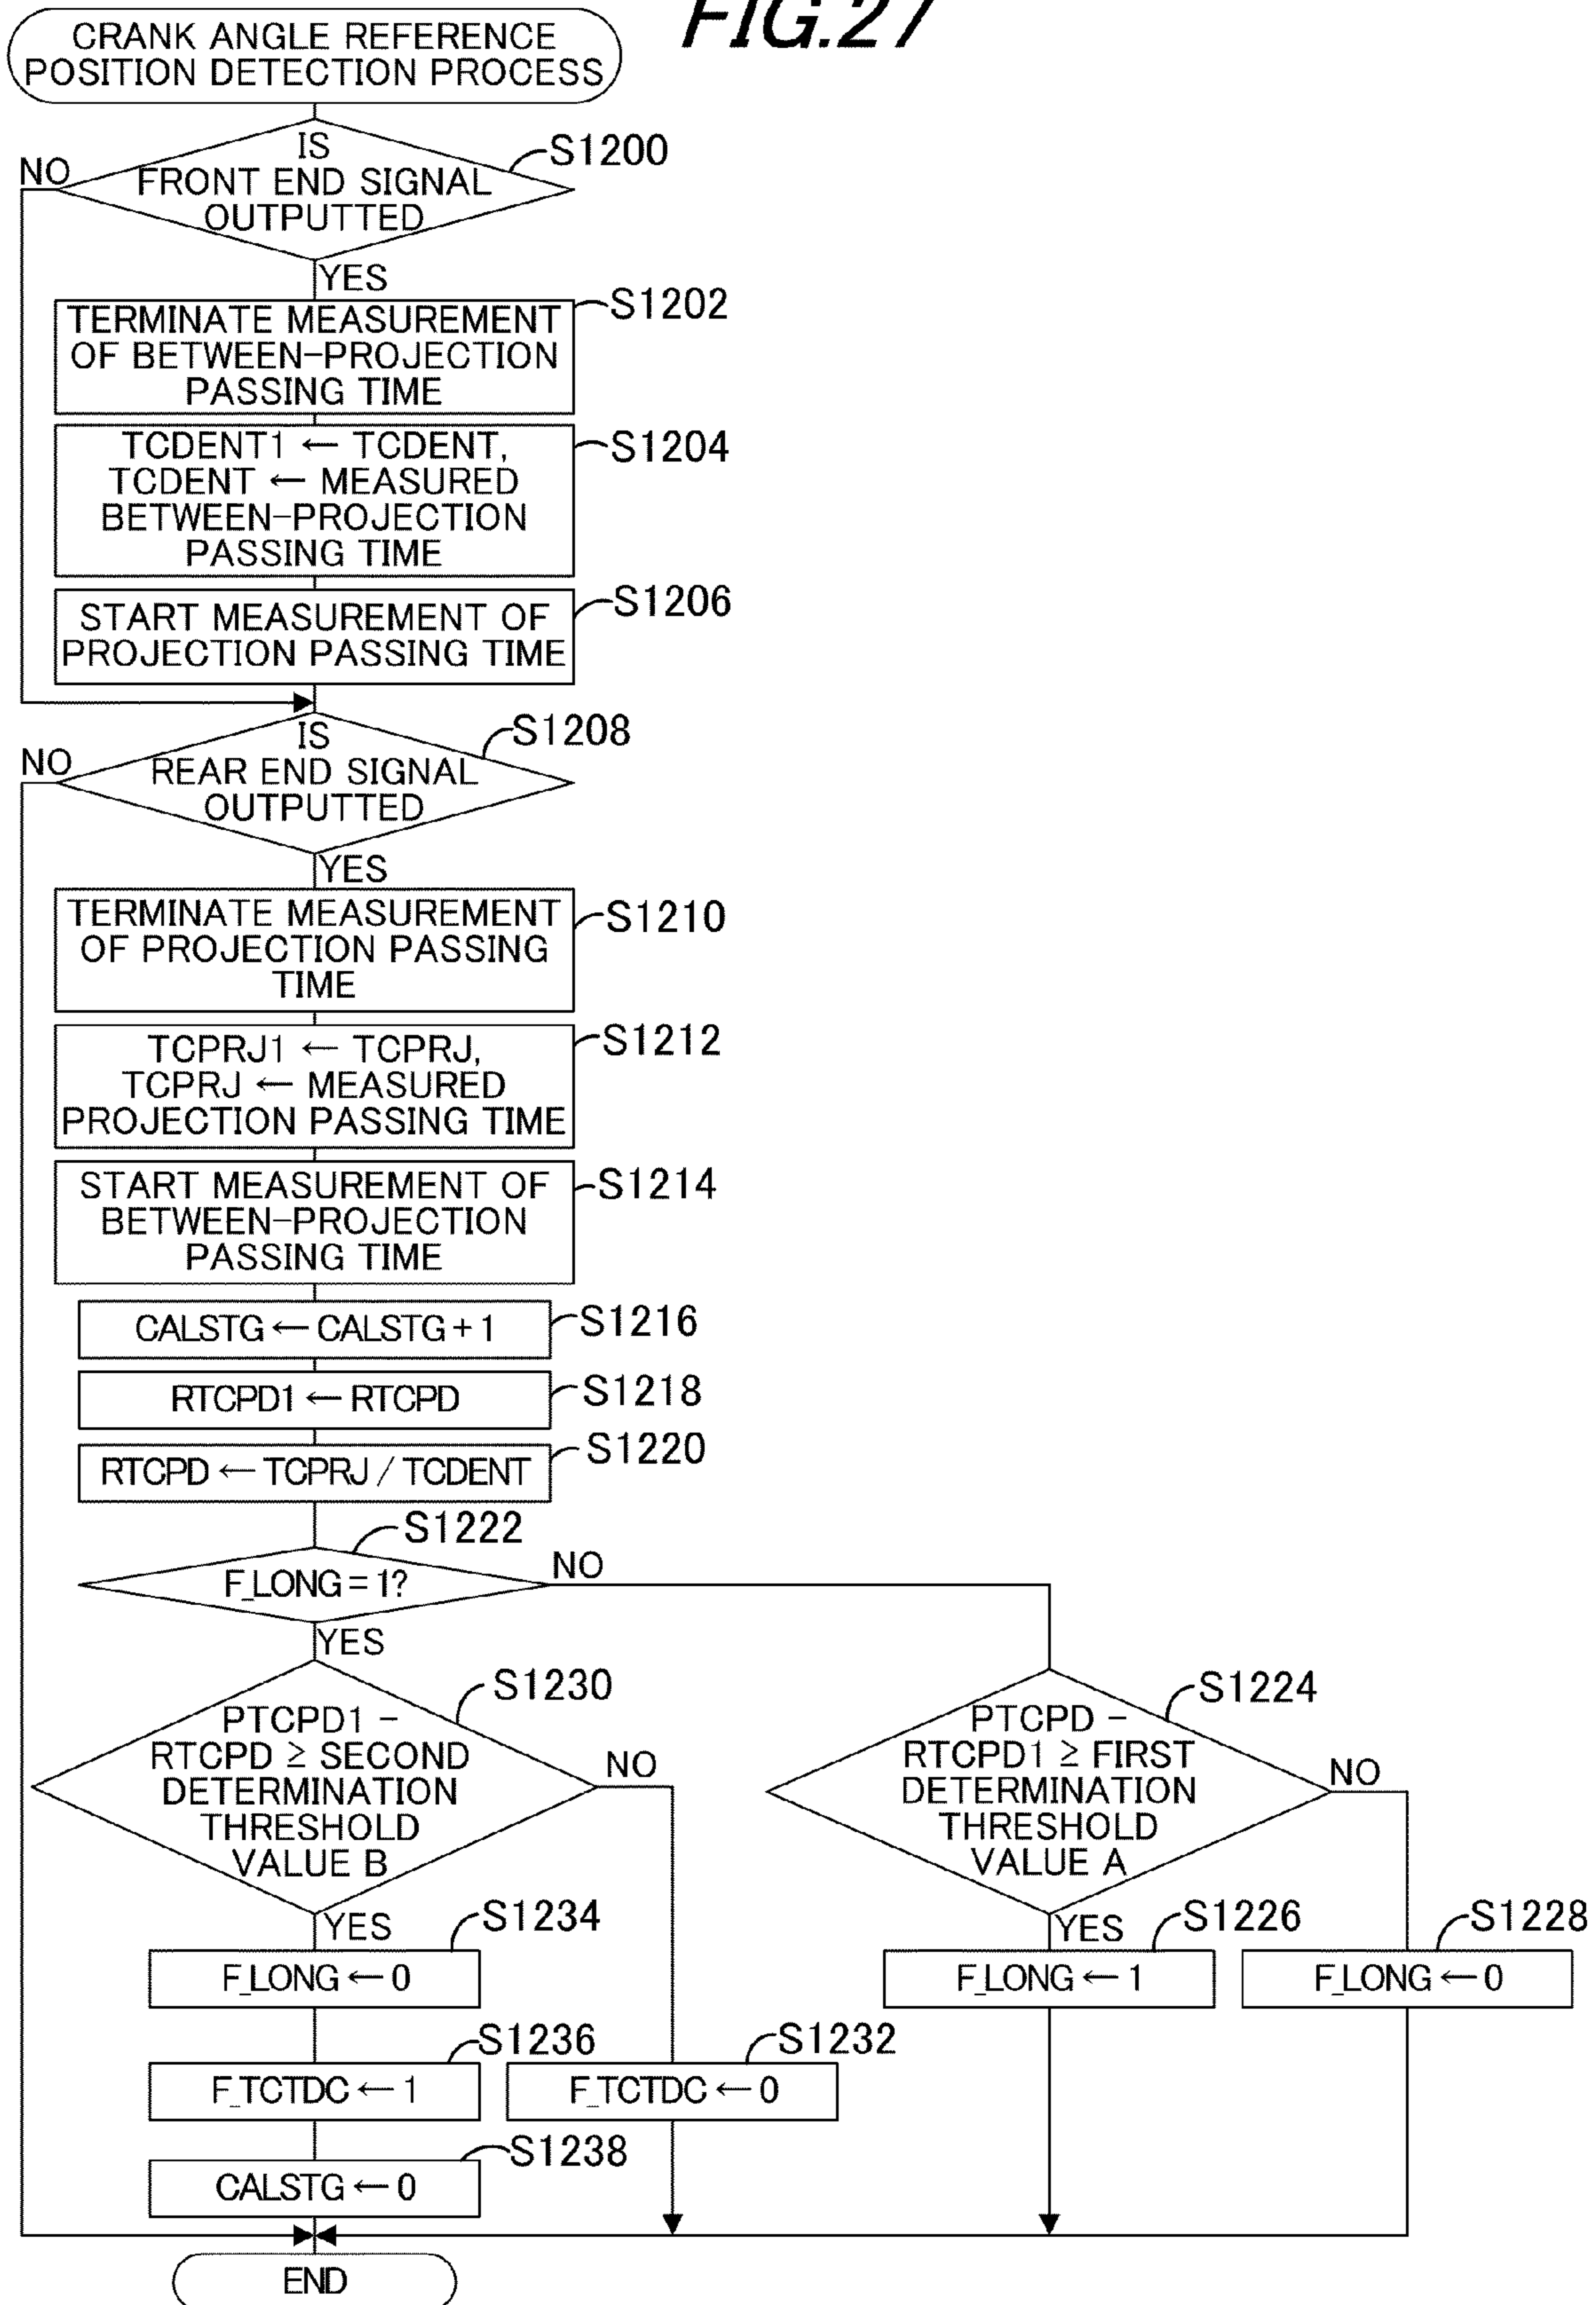 FIG.27
CRANK ANGLE REFERENCE
POSITION DETECTION PROCESS
IS
FRONT END SIGNAL
OUTPUTTED
S1200
NO
YES
TERMINATE MEASUREMENT
OF BETWEEN-PROJECTION
PASSING TIME
S1202
TCDENT1 ← TCDENT,
TCDENT ← MEASURED
BETWEEN-PROJECTION
PASSING TIME
S1204
START MEASUREMENT OF
PROJECTION PASSING TIME
S1206
IS
REAR END SIGNAL
OUTPUTTED
S1208
NO
YES
TERMINATE MEASUREMENT
OF PROJECTION PASSING
TIME
S1210
TCPRJ1 ← TCPRJ,
TCPRJ ← MEASURED
PROJECTION PASSING TIME
S1212
START MEASUREMENT OF
BETWEEN-PROJECTION
PASSING TIME
S1214
CALSTG ← CALSTG + 1
S1216
RTCPD1 ← RTCPD
S1218
RTCPD ← TCPRJ / TCDENT
S1220
S1222
F_LONG = 1?
NO
YES
S1230
PTCPD1 −
RTCPD ≥ SECOND
DETERMINATION
THRESHOLD
VALUE B
NO
YES
S1224
PTCPD −
RTCPD1 ≥ FIRST
DETERMINATION
THRESHOLD
VALUE A
NO
YES
S1234
F_LONG ← 0
S1226
F_LONG ← 1
S1228
F_LONG ← 0
S1236
F_TCTDC ← 1
S1232
F_TCTDC ← 0
S1238
CALSTG ← 0
END